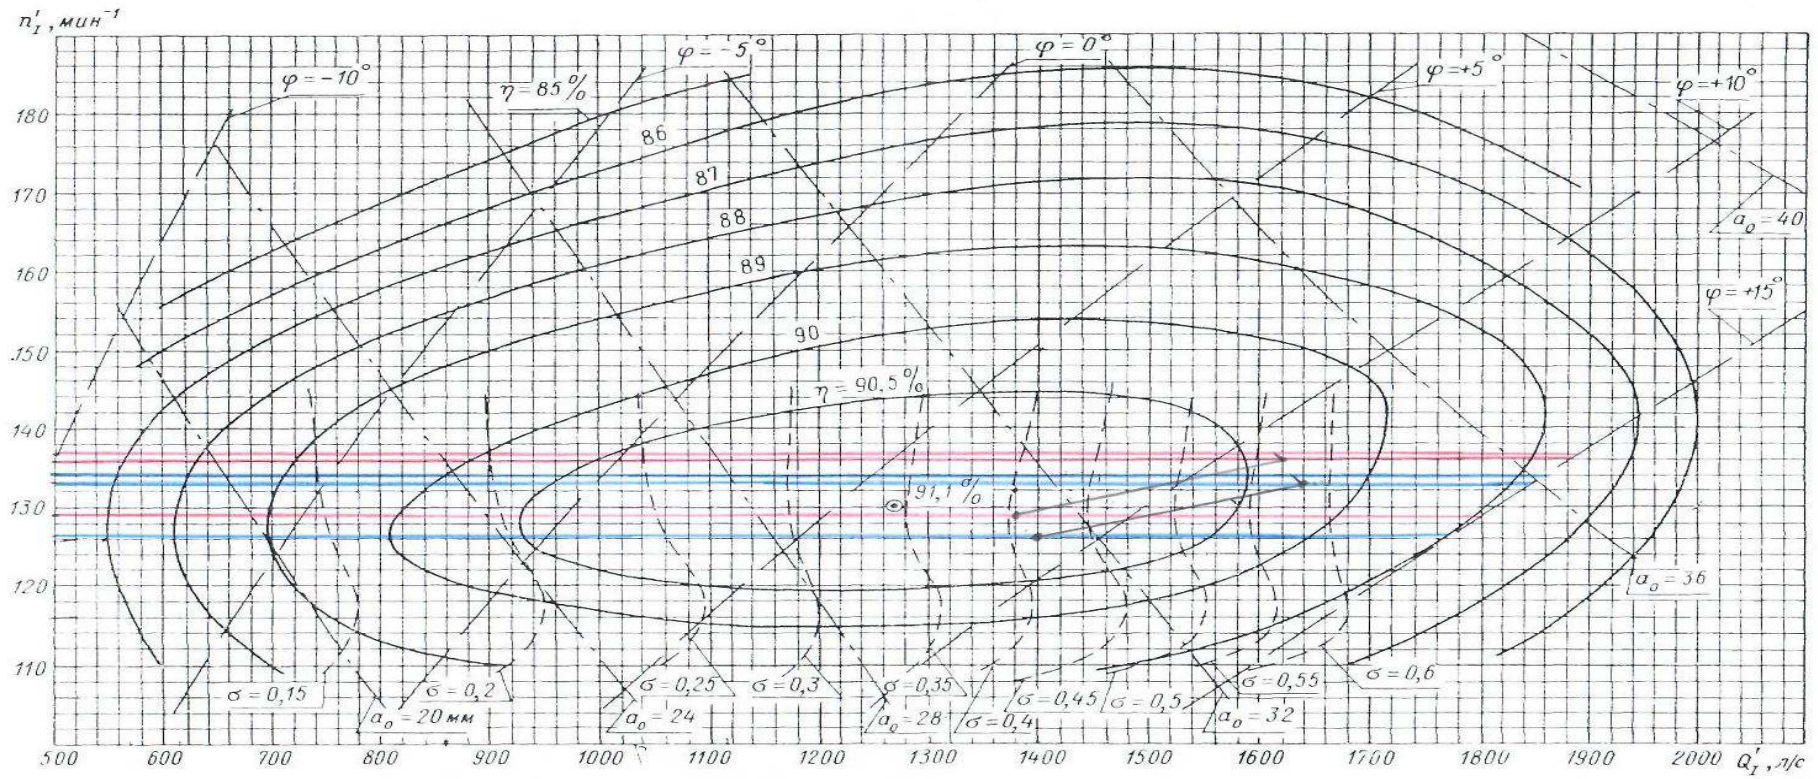 n'I, мин⁻¹
φ=-5°
φ=0°
φ=-10°
φ=+5°
η=85%
φ=+10°
180
86
170
87
88
a₀=40
89
160
φ=+15°
90
150
η=90,5%
140
91,1%
130
120
a₀=36
110
σ=0,15
σ=0,2
σ=0,25
σ=0,3
σ=0,35
σ=0,45
σ=0,5
σ=0,55
σ=0,6
a₀=20 мм
a₀=24
a₀=28
σ=0,4
a₀=32
500 600 700 800 900 1000 1100 1200 1300 1400 1500 1600 1700 1800 1900 2000 Q'I, л/с